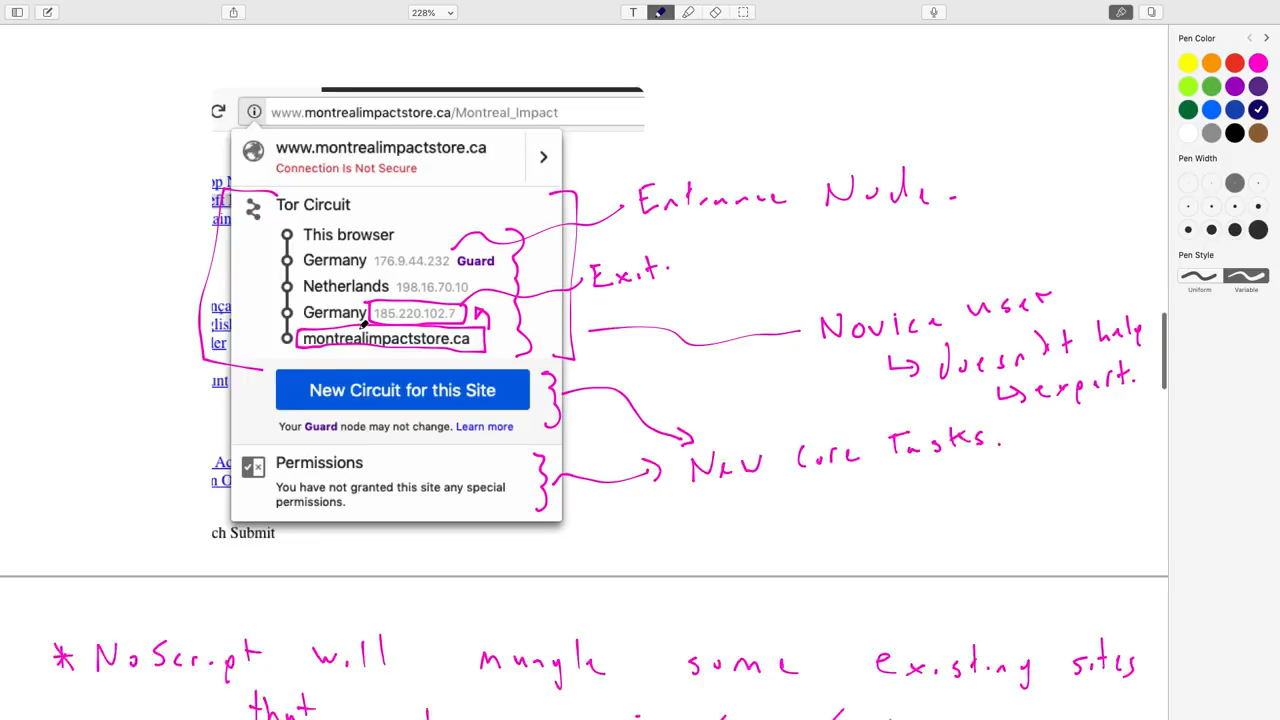 228%
T
Pen Color
www.montrealimpactstore.ca/Montreal_Impact
www.montrealimpactstore.ca
Connection Is Not Secure
Pen Width
Tor Circuit
Entrance Node.
This browser
Germany 176.9.44.232 Guard
Pen Style
Netherlands 198.16.70.10
Exit.
Uniform
Variable
Germany 185.220.102.7
montrealimpactstore.ca
Novice user
↳ doesn't help
↳ expert.
New Circuit for this Site
Your Guard node may not change. Learn more
New Core Tasks.
Permissions
You have not granted this site any special
permissions.
ch Submit
* NoScript will mungle some existing sites
that